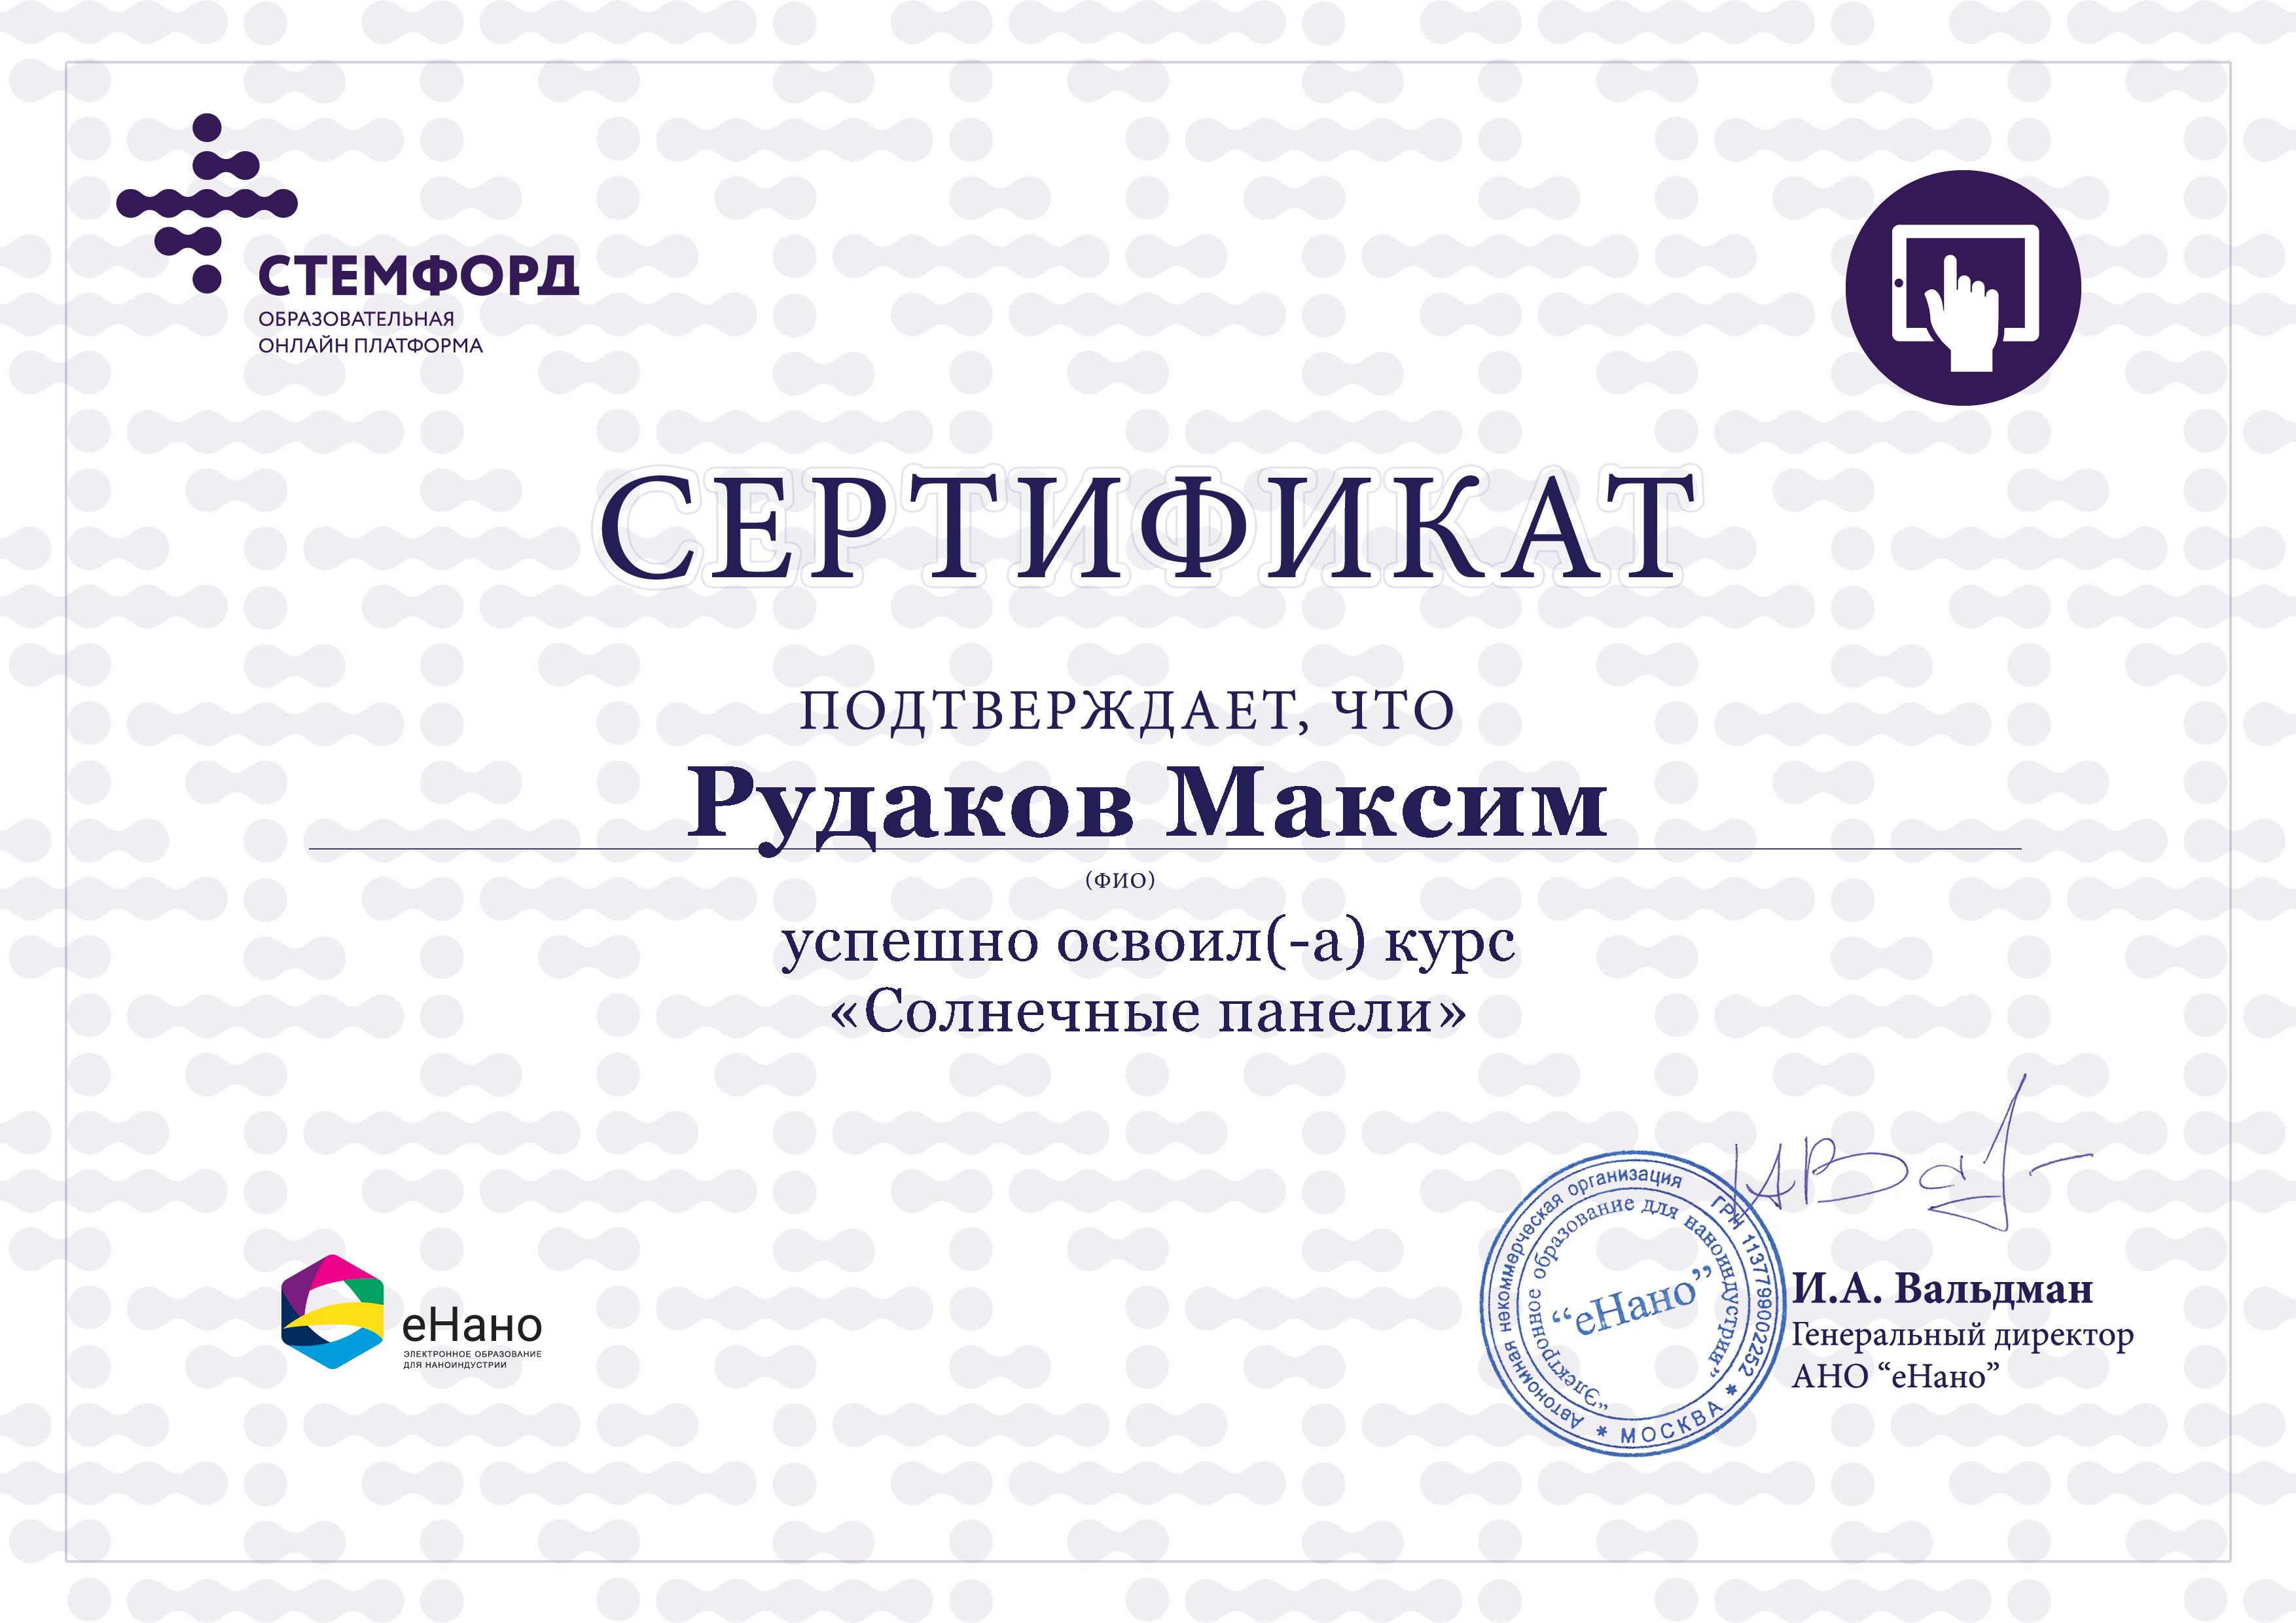 СТЕМФОРД
ОБРАЗОВАТЕЛЬНАЯ
ОНЛАЙН ПЛАТФОРМА
СЕРТИФИКАТ
ПОДТВЕРЖДАЕТ, ЧТО
Рудаков Максим
(ФИО)
успешно освоил(-а) курс
«Солнечные панели»
еНано
ЭЛЕКТРОННОЕ ОБРАЗОВАНИЕ
ДЛЯ НАНОИНДУСТРИИ
Автономная некоммерческая организация ГРН 1137799002252
* МОСКВА *
“Электронное образование для наноиндустрии”
“еНано”
И.А. Вальдман
Генеральный директор
АНО “еНано”